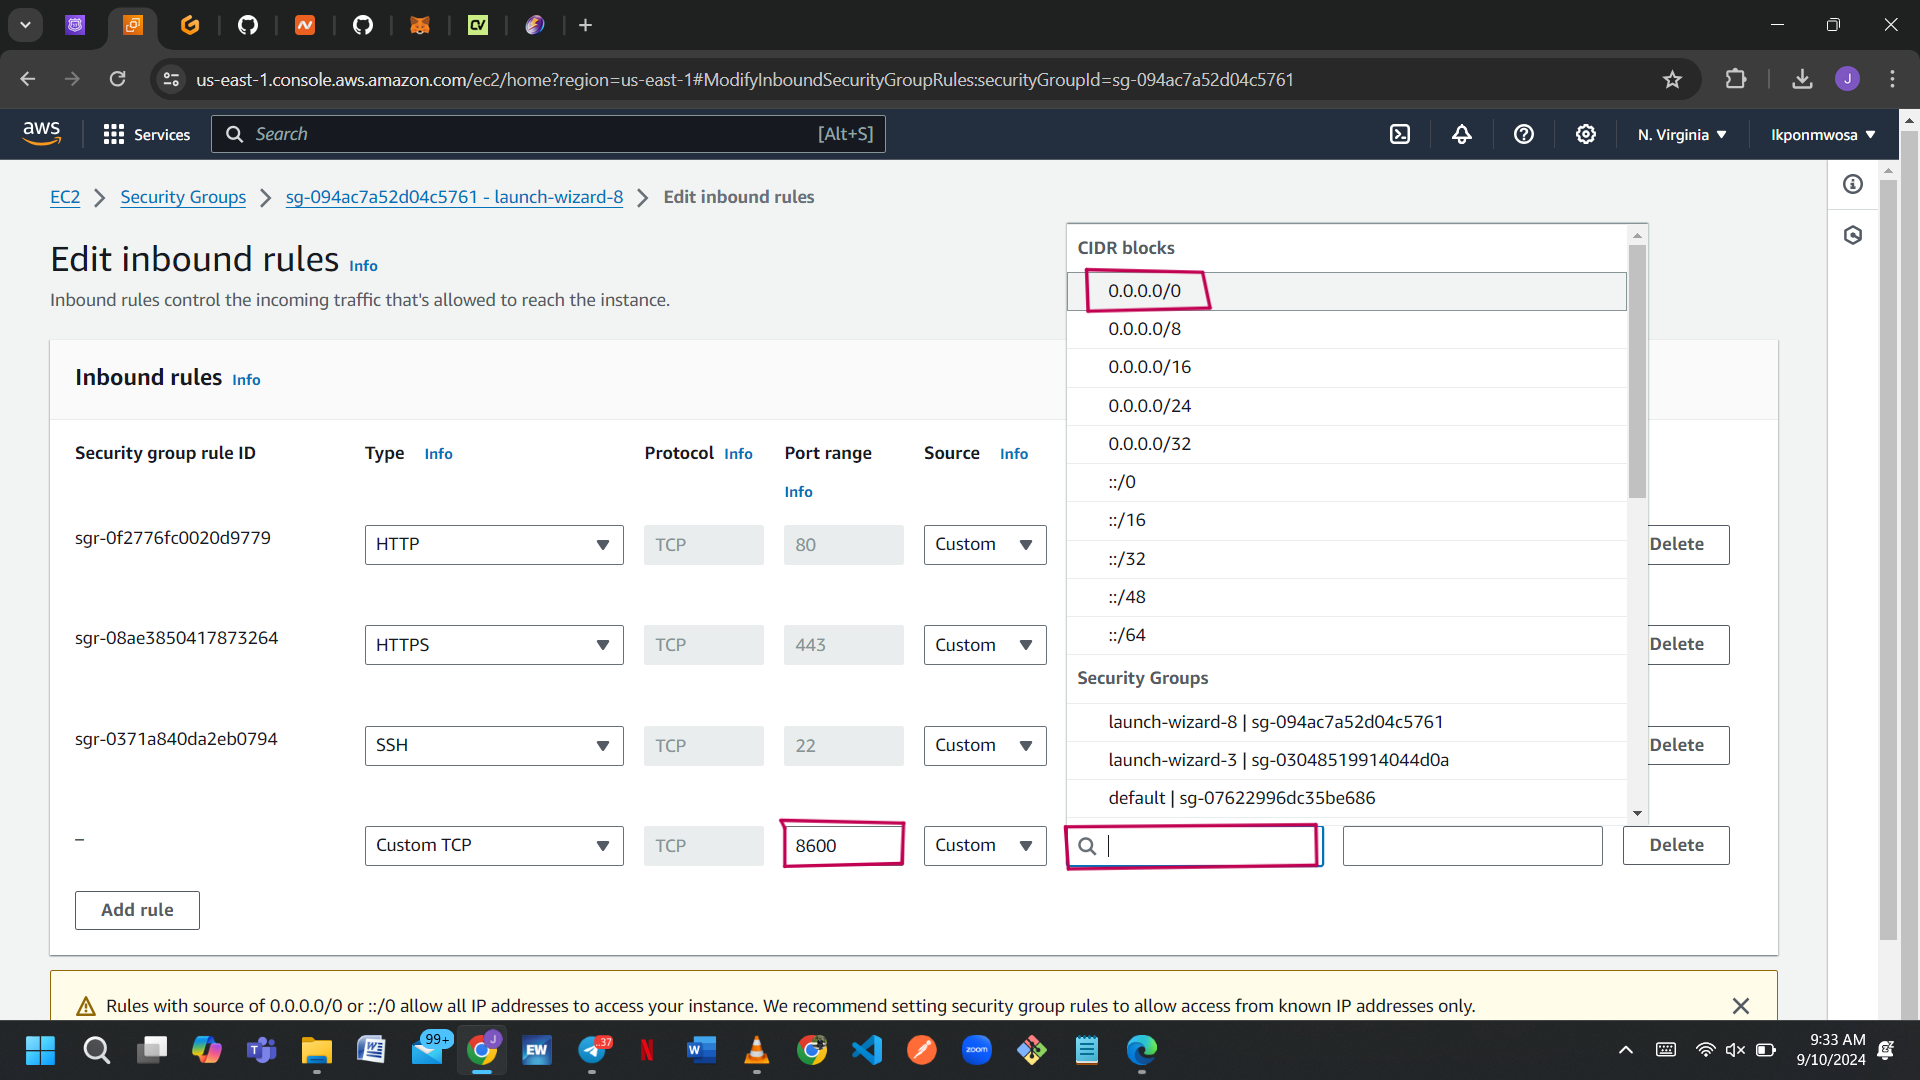 us-east-1.console.aws.amazon.com/ec2/home?region=us-east-1#ModifyInboundSecurityGroupRules:securityGroupId=sg-094ac7a52d04c5761
J
aws
Services
Search
[Alt+S]
N. Virginia
Ikponmwosa
EC2
Security Groups
sg-094ac7a52d04c5761 - launch-wizard-8
Edit inbound rules
Edit inbound rules Info
Inbound rules control the incoming traffic that's allowed to reach the instance.
Inbound rules Info
Security group rule ID
Type Info
Protocol Info
Port range
Info
Source Info
sgr-0f2776fc0020d9779
HTTP
TCP
80
Custom
Delete
sgr-08ae3850417873264
HTTPS
TCP
443
Custom
Delete
sgr-0371a840da2eb0794
SSH
TCP
22
Custom
Delete
–
Custom TCP
TCP
8600
Custom
Delete
CIDR blocks
0.0.0.0/0
0.0.0.0/8
0.0.0.0/16
0.0.0.0/24
0.0.0.0/32
::/0
::/16
::/32
::/48
::/64
Security Groups
launch-wizard-8 | sg-094ac7a52d04c5761
launch-wizard-3 | sg-03048519914044d0a
default | sg-07622996dc35be686
Add rule
Rules with source of 0.0.0.0/0 or ::/0 allow all IP addresses to access your instance. We recommend setting security group rules to allow access from known IP addresses only.
99+
J
EW
.37
N
W
zoom
9:33 AM
9/10/2024